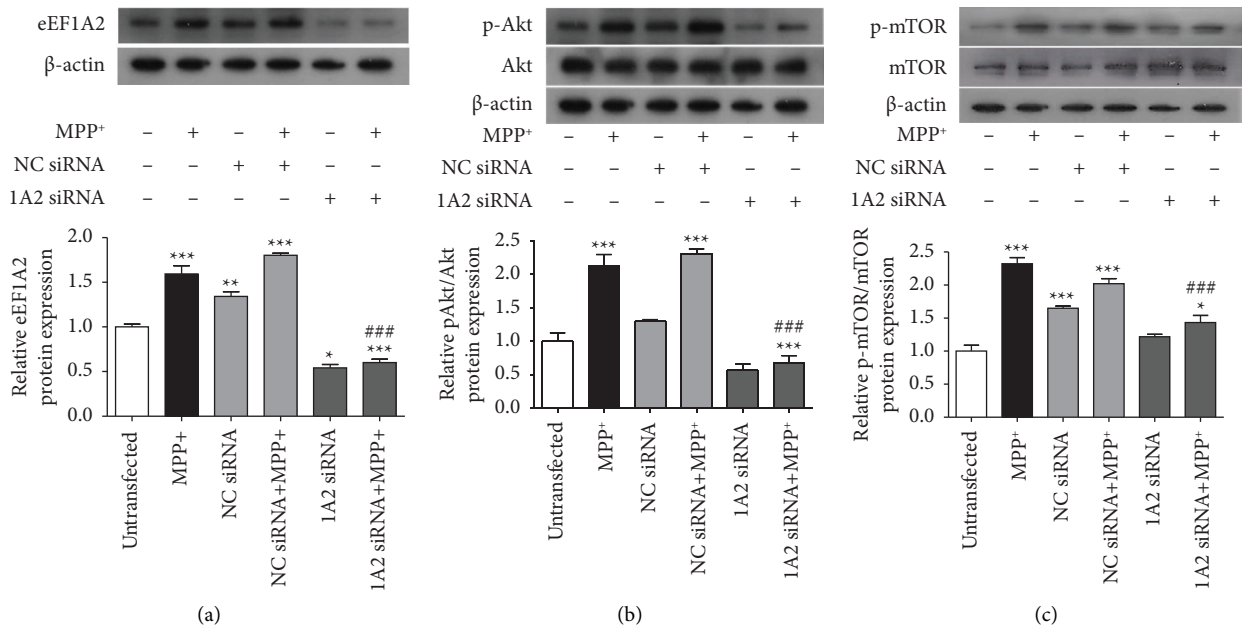 eEF1A2
β-actin
MPP⁺ – + – + – +
NC siRNA – – + + – –
1A2 siRNA – – – – + +
Relative eEF1A2
protein expression
2.0
1.5
1.0
0.5
0.0
***
**
***
*
###
***
Untransfected
MPP+
NC siRNA
NC siRNA+MPP+
1A2 siRNA
1A2 siRNA+MPP+
(a)
p-Akt
Akt
β-actin
MPP⁺ – + – + – +
NC siRNA – – + + – –
1A2 siRNA – – – – + +
Relative pAkt/Akt
protein expression
2.5
2.0
1.5
1.0
0.5
0.0
***
***
###
***
Untransfected
MPP⁺
NC siRNA
NC siRNA+MPP⁺
1A2 siRNA
1A2 siRNA+MPP⁺
(b)
p-mTOR
mTOR
β-actin
MPP⁺ – + – + – +
NC siRNA – – + + – –
1A2 siRNA – – – – + +
Relative p-mTOR/mTOR
protein expression
2.5
2.0
1.5
1.0
0.5
0.0
***
***
***
###
*
Untransfected
MPP⁺
NC siRNA
NC siRNA+MPP⁺
1A2 siRNA
1A2 siRNA+MPP⁺
(c)